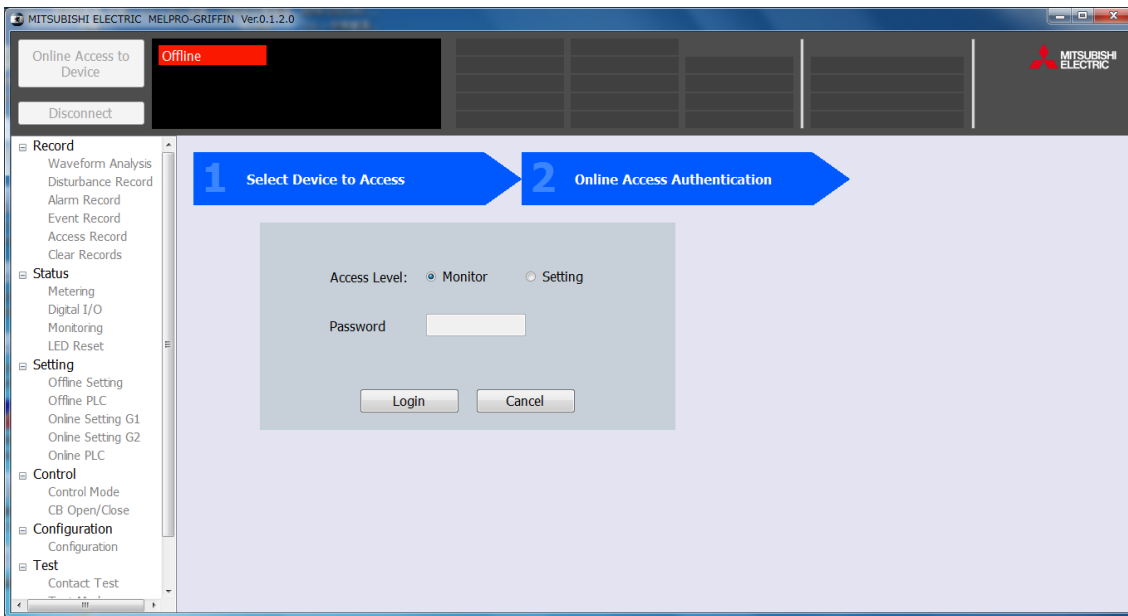 MITSUBISHI ELECTRIC MELPRO-GRIFFIN Ver.0.1.2.0
Online Access to
Device
Disconnect
Offline
MITSUBISHI
ELECTRIC
Record
Waveform Analysis
Disturbance Record
Alarm Record
Event Record
Access Record
Clear Records
Status
Metering
Digital I/O
Monitoring
LED Reset
Setting
Offline Setting
Offline PLC
Online Setting G1
Online Setting G2
Online PLC
Control
Control Mode
CB Open/Close
Configuration
Configuration
Test
Contact Test
1 Select Device to Access
2 Online Access Authentication
Access Level: Monitor Setting
Password
Login Cancel